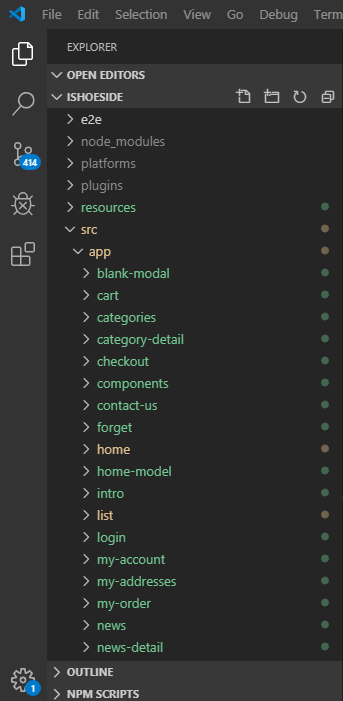 File Edit Selection View Go Debug Term
EXPLORER
OPEN EDITORS
ISHOESIDE
e2e
node_modules
platforms
plugins
resources
src
app
blank-modal
cart
categories
category-detail
checkout
components
contact-us
forget
home
home-model
intro
list
login
my-account
my-addresses
my-order
news
news-detail
OUTLINE
NPM SCRIPTS
414
1